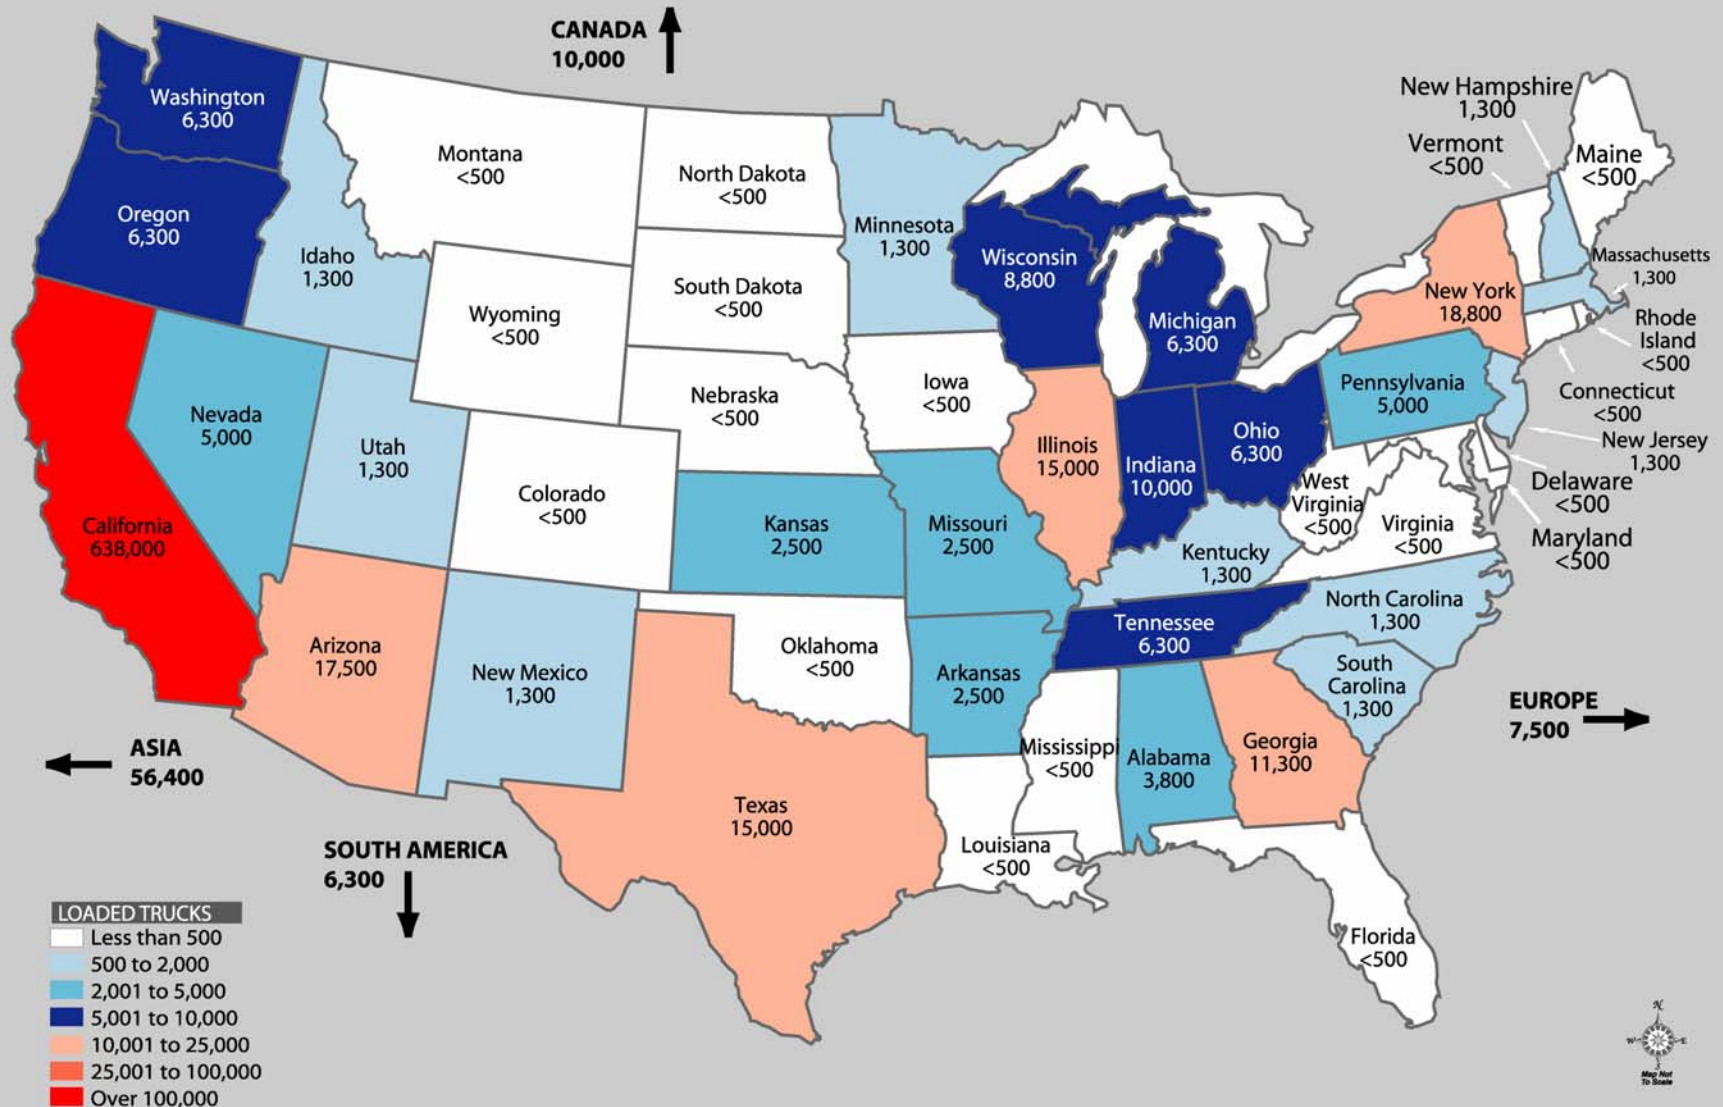 CANADA
10,000
Washington
6,300
Oregon
6,300
California
638,000
Nevada
5,000
Idaho
1,300
Montana
<500
Wyoming
<500
Utah
1,300
Colorado
<500
Arizona
17,500
New Mexico
1,300
North Dakota
<500
South Dakota
<500
Nebraska
<500
Kansas
2,500
Oklahoma
<500
Texas
15,000
Minnesota
1,300
Iowa
<500
Missouri
2,500
Arkansas
2,500
Louisiana
<500
Wisconsin
8,800
Illinois
15,000
Michigan
6,300
Indiana
10,000
Ohio
6,300
Kentucky
1,300
Tennessee
6,300
Mississippi
<500
Alabama
3,800
Georgia
11,300
Florida
<500
South
Carolina
1,300
North Carolina
1,300
Virginia
<500
West
Virginia
<500
Pennsylvania
5,000
New York
18,800
New Hampshire
1,300
Vermont
<500
Maine
<500
Massachusetts
1,300
Rhode
Island
<500
Connecticut
<500
New Jersey
1,300
Delaware
<500
Maryland
<500
EUROPE
7,500
ASIA
56,400
SOUTH AMERICA
6,300
LOADED TRUCKS
Less than 500
500 to 2,000
2,001 to 5,000
5,001 to 10,000
10,001 to 25,000
25,001 to 100,000
Over 100,000
N
W
E
S
Map Not
To Scale